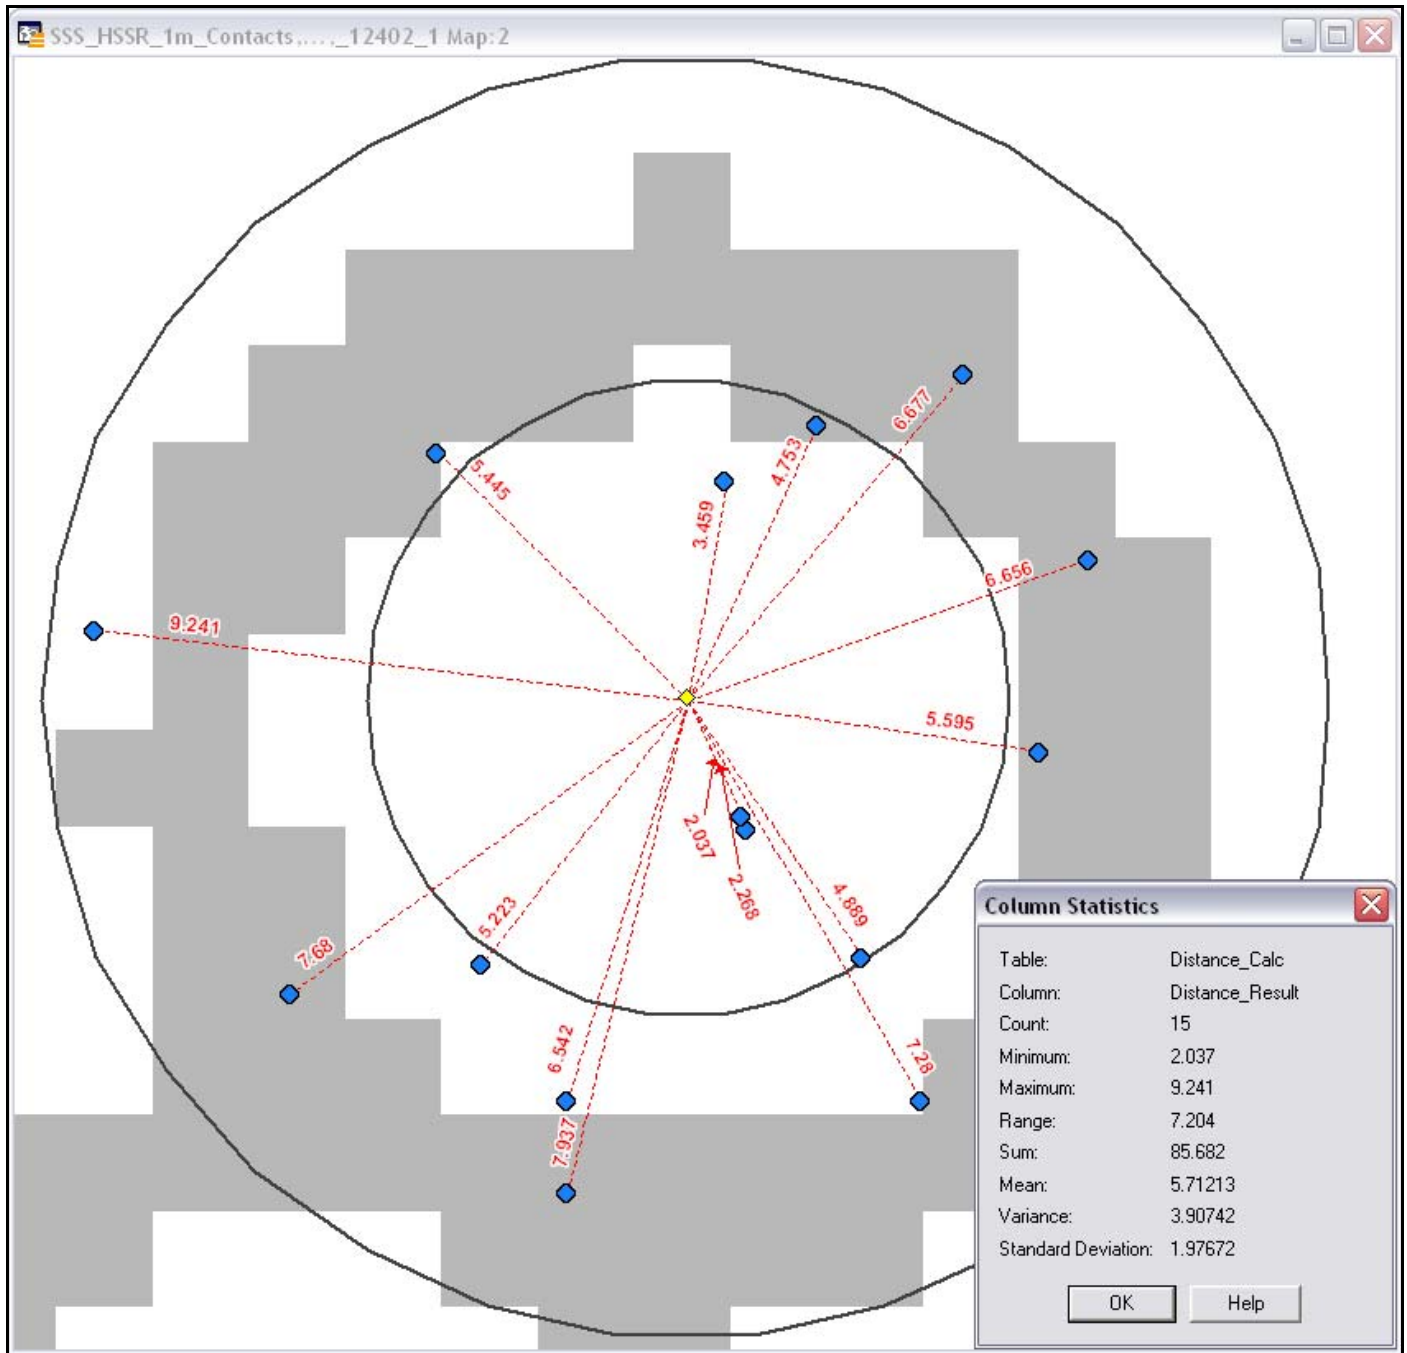 SSS_HSSR_1m_Contacts,...,_12402_1 Map:2
6.677
4.753
5.445
3.459
6.656
9.241
5.595
2.037
2.268
4.889
5.223
7.68
6.542
7.28
7.937
Column Statistics
Table: Distance_Calc
Column: Distance_Result
Count: 15
Minimum: 2.037
Maximum: 9.241
Range: 7.204
Sum: 85.682
Mean: 5.71213
Variance: 3.90742
Standard Deviation: 1.97672
OK Help